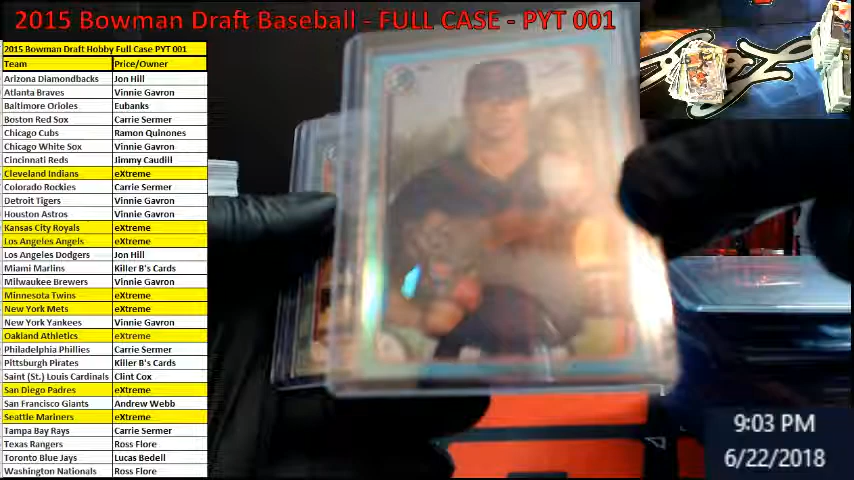 2015 Bowman Draft Baseball - FULL CASE - PYT 001
2015 Bowman Draft Hobby Full Case PYT 001
Team Price/Owner
Arizona Diamondbacks Jon Hill
Atlanta Braves Vinnie Gavron
Baltimore Orioles Eubanks
Boston Red Sox Carrie Sermer
Chicago Cubs Ramon Quinones
Chicago White Sox Vinnie Gavron
Cincinnati Reds Jimmy Caudill
Cleveland Indians eXtreme
Colorado Rockies Carrie Sermer
Detroit Tigers Vinnie Gavron
Houston Astros Vinnie Gavron
Kansas City Royals eXtreme
Los Angeles Angels eXtreme
Los Angeles Dodgers Jon Hill
Miami Marlins Killer B's Cards
Milwaukee Brewers Vinnie Gavron
Minnesota Twins eXtreme
New York Mets eXtreme
New York Yankees Vinnie Gavron
Oakland Athletics eXtreme
Philadelphia Phillies Carrie Sermer
Pittsburgh Pirates Killer B's Cards
Saint (St.) Louis Cardinals Clint Cox
San Diego Padres eXtreme
San Francisco Giants Andrew Webb
Seattle Mariners eXtreme
Tampa Bay Rays Carrie Sermer
Texas Rangers Ross Flore
Toronto Blue Jays Lucas Bedell
Washington Nationals Ross Flore
9:03 PM
6/22/2018